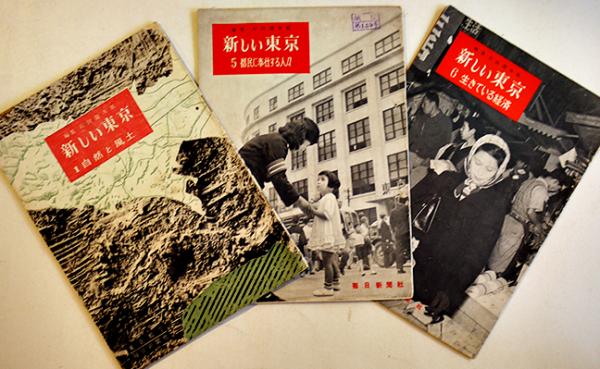 新しい東京
1 自然と風土
新しい東京
5 都民に奉仕する人々
毎日新聞社
新しい東京
6 生きている経済